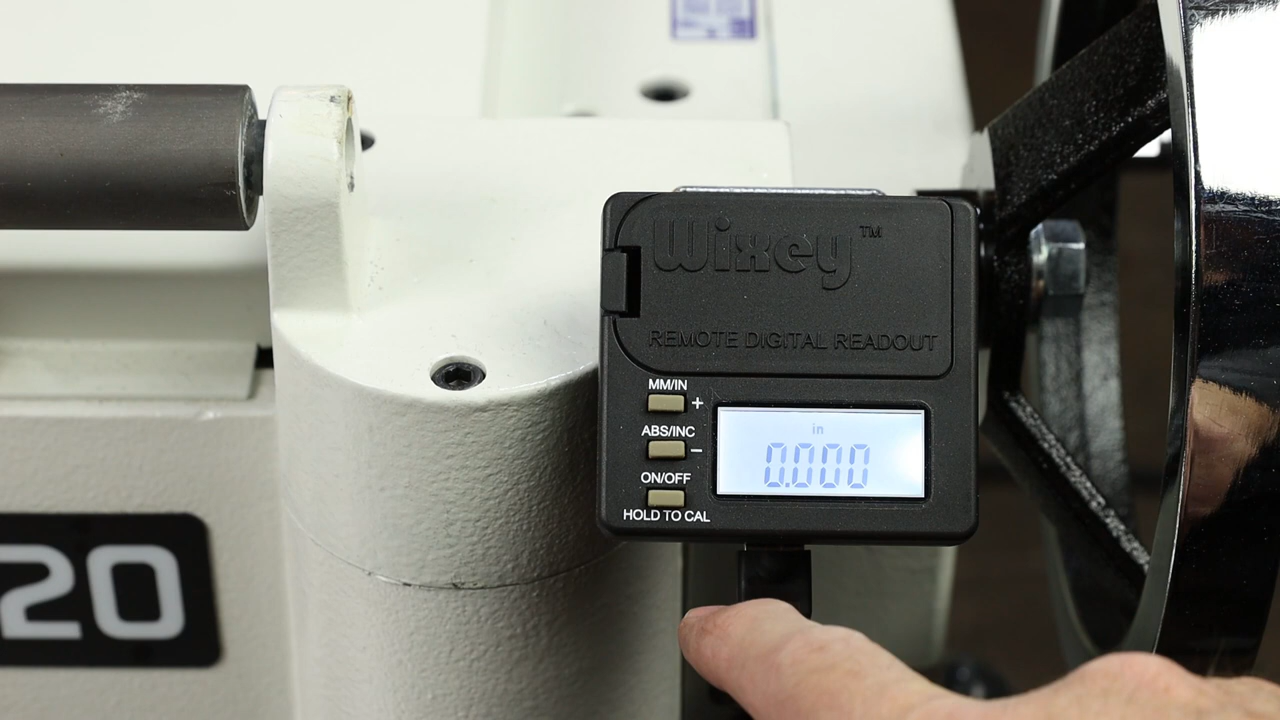 Wixey™
REMOTE DIGITAL READOUT
MM/IN
+
ABS/INC
−
ON/OFF
HOLD TO CAL
in
0.000
20